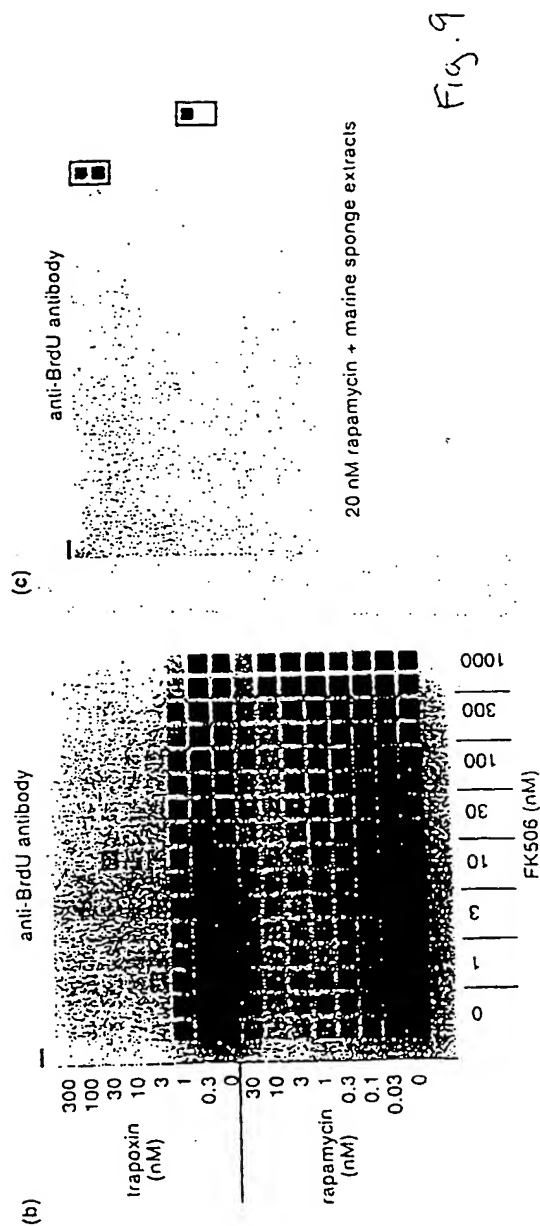 (b)
anti-BrdU antibody
trapoxin
(nM)
300
100
30
10
3
1
0.3
0
rapamycin
(nM)
30
10
3
1
0.3
0.1
0.03
0
0
1
3
10
30
100
300
1000
FK506 (nM)
(c)
anti-BrdU antibody
20 nM rapamycin + marine sponge extracts
Fig. 9